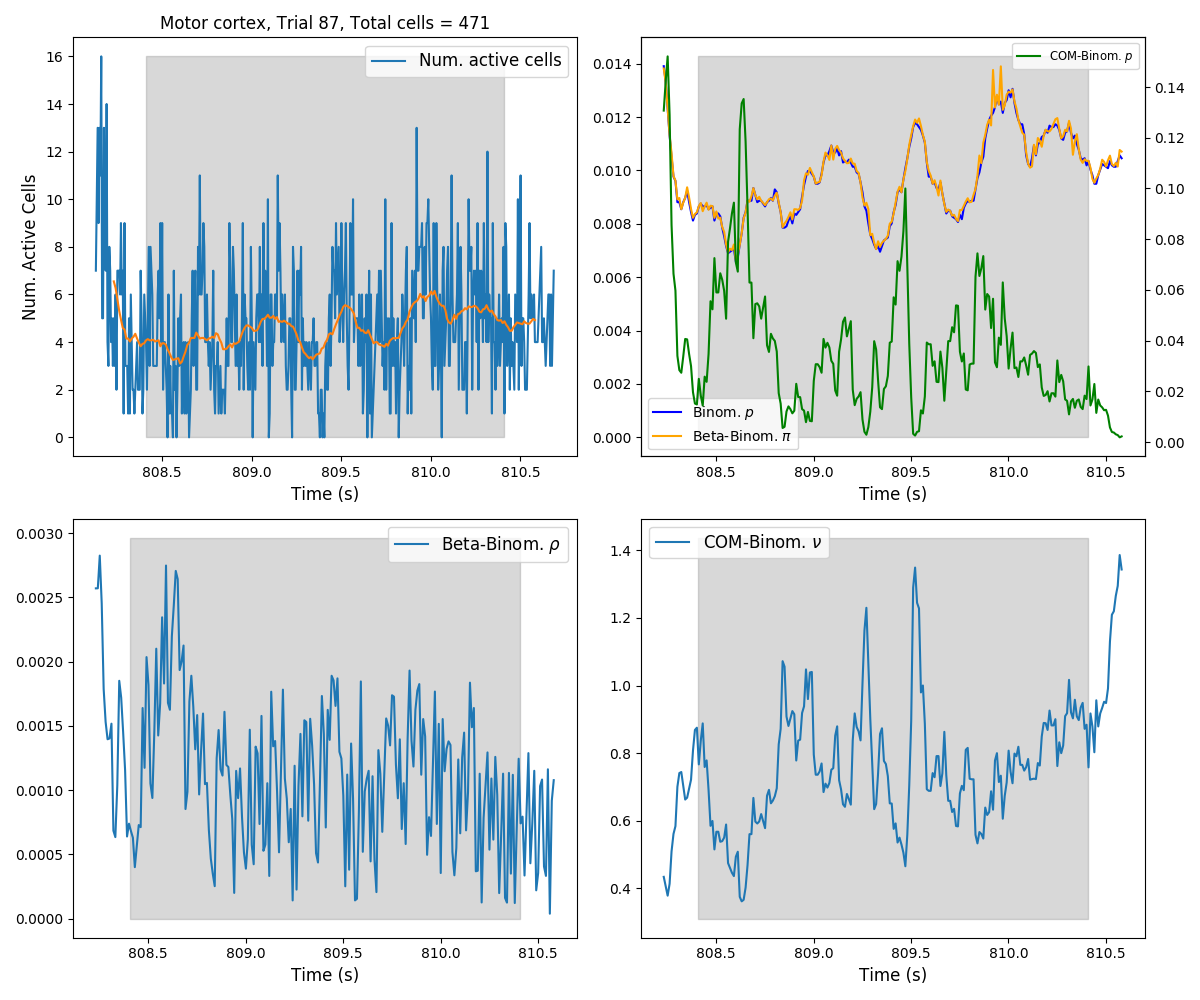 Motor cortex, Trial 87, Total cells = 471
Num. Active Cells
16
14
12
10
8
6
4
2
0
Num. active cells
808.5 809.0 809.5 810.0 810.5
Time (s)
0.014
0.012
0.010
0.008
0.006
0.004
0.002
0.000
COM-Binom. p
Binom. p
Beta-Binom. π
0.14
0.12
0.10
0.08
0.06
0.04
0.02
0.00
808.5 809.0 809.5 810.0 810.5
Time (s)
0.0030
0.0025
0.0020
0.0015
0.0010
0.0005
0.0000
Beta-Binom. ρ
808.5 809.0 809.5 810.0 810.5
Time (s)
1.4
1.2
1.0
0.8
0.6
0.4
COM-Binom. ν
808.5 809.0 809.5 810.0 810.5
Time (s)